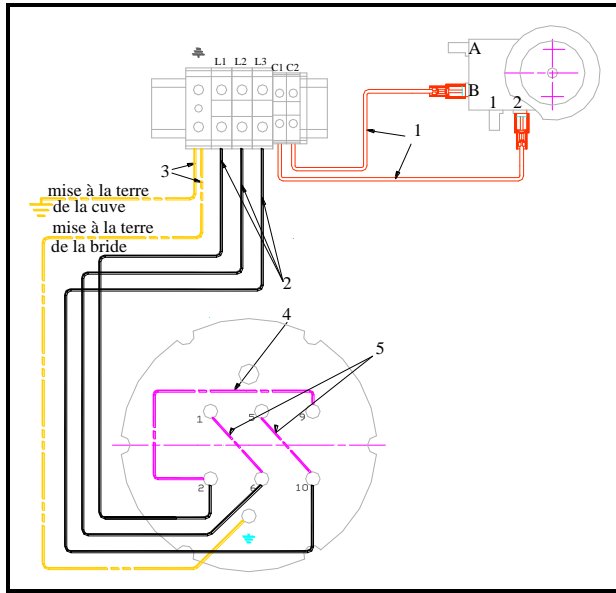 L1 L2 L3
C1 C2
A
B
1 2
1
3
mise à la terre
de la cuve
mise à la terre
de la bride
2
4
5
1 5 9
2 6 10